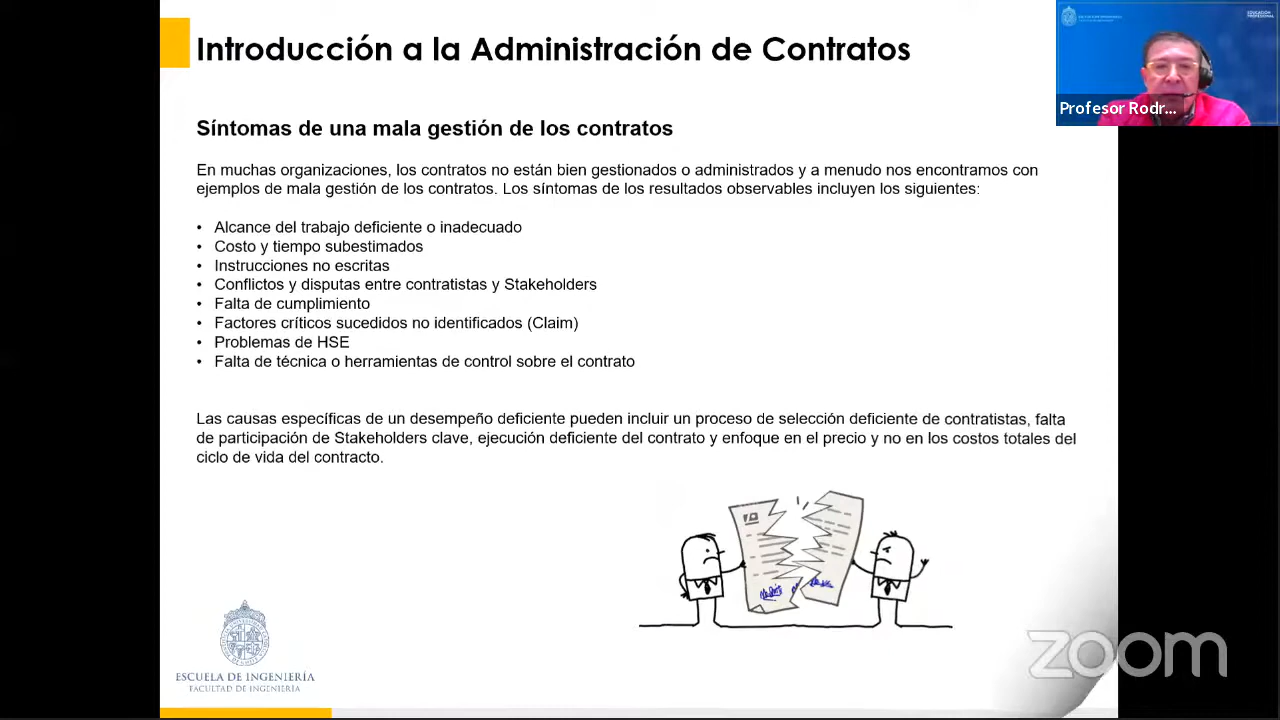 Introducción a la Administración de Contratos
ESCUELA DE INGENIERÍA
EDUCACIÓN
PROFESIONAL
Profesor Rodr...
Síntomas de una mala gestión de los contratos
En muchas organizaciones, los contratos no están bien gestionados o administrados y a menudo nos encontramos con
ejemplos de mala gestión de los contratos. Los síntomas de los resultados observables incluyen los siguientes:
• Alcance del trabajo deficiente o inadecuado
• Costo y tiempo subestimados
• Instrucciones no escritas
• Conflictos y disputas entre contratistas y Stakeholders
• Falta de cumplimiento
• Factores críticos sucedidos no identificados (Claim)
• Problemas de HSE
• Falta de técnica o herramientas de control sobre el contrato
Las causas específicas de un desempeño deficiente pueden incluir un proceso de selección deficiente de contratistas, falta
de participación de Stakeholders clave, ejecución deficiente del contrato y enfoque en el precio y no en los costos totales del
ciclo de vida del contracto.
ESCUELA DE INGENIERÍA
FACULTAD DE INGENIERÍA
zoom